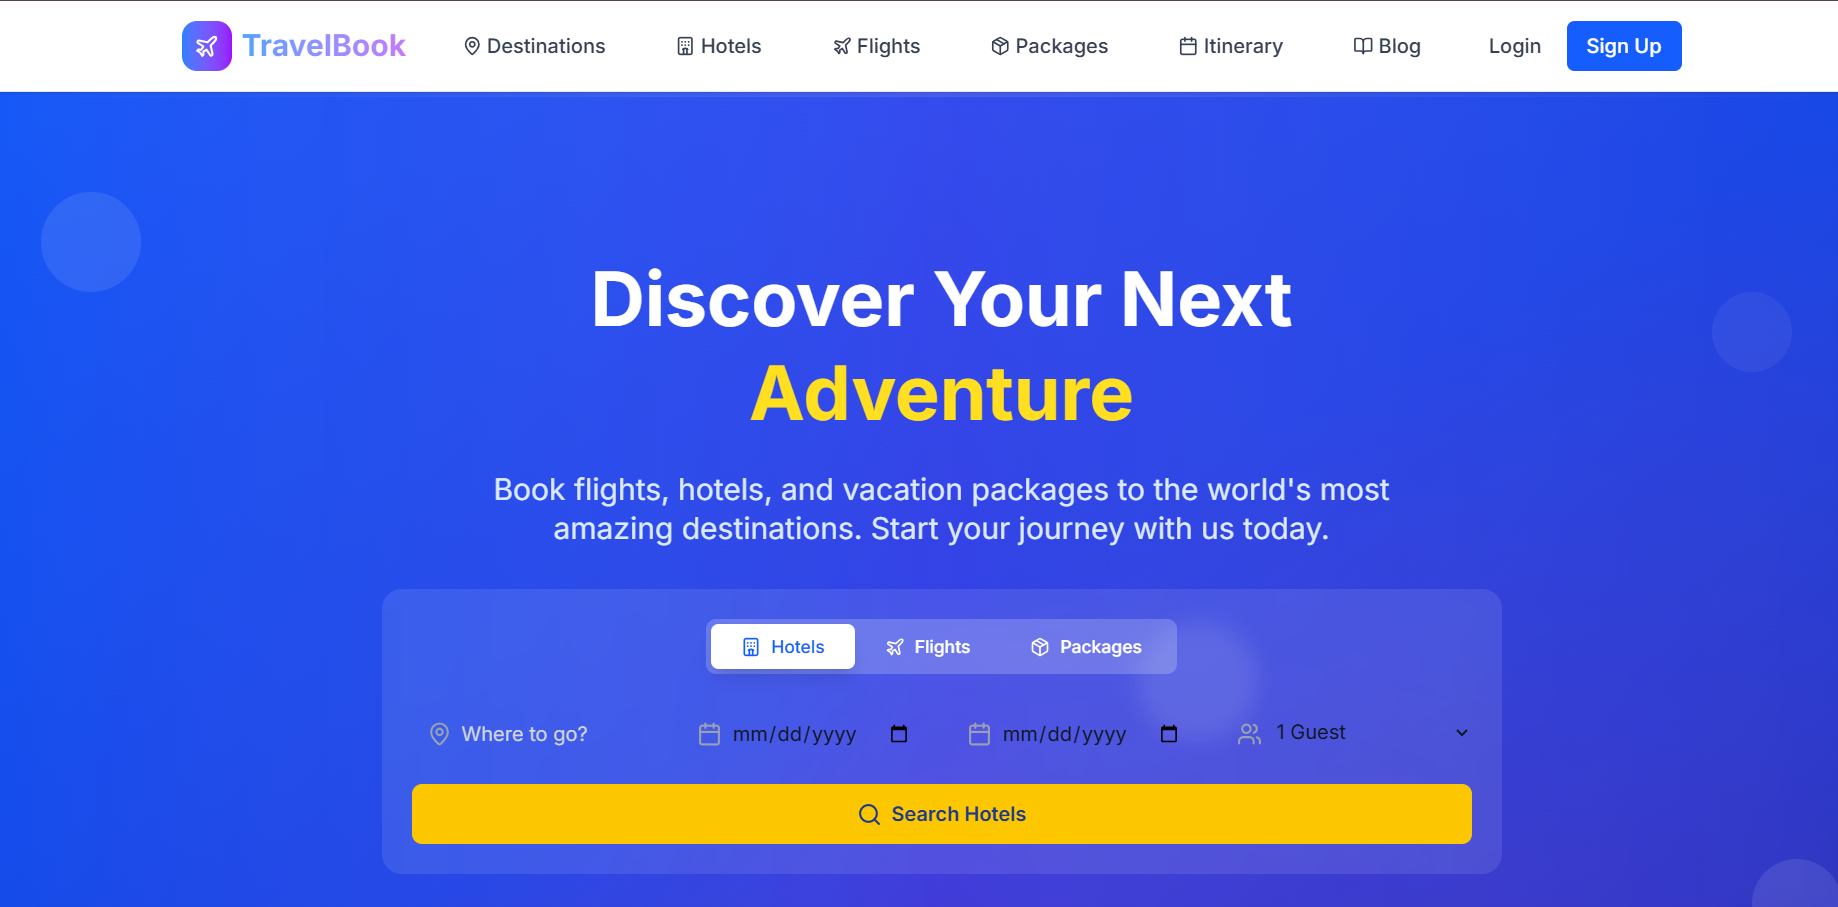 TravelBook Destinations Hotels Flights Packages Itinerary Blog Login Sign Up
Discover Your Next
Adventure
Book flights, hotels, and vacation packages to the world's most
amazing destinations. Start your journey with us today.
Hotels Flights Packages
Where to go? mm/dd/yyyy mm/dd/yyyy 1 Guest
Search Hotels